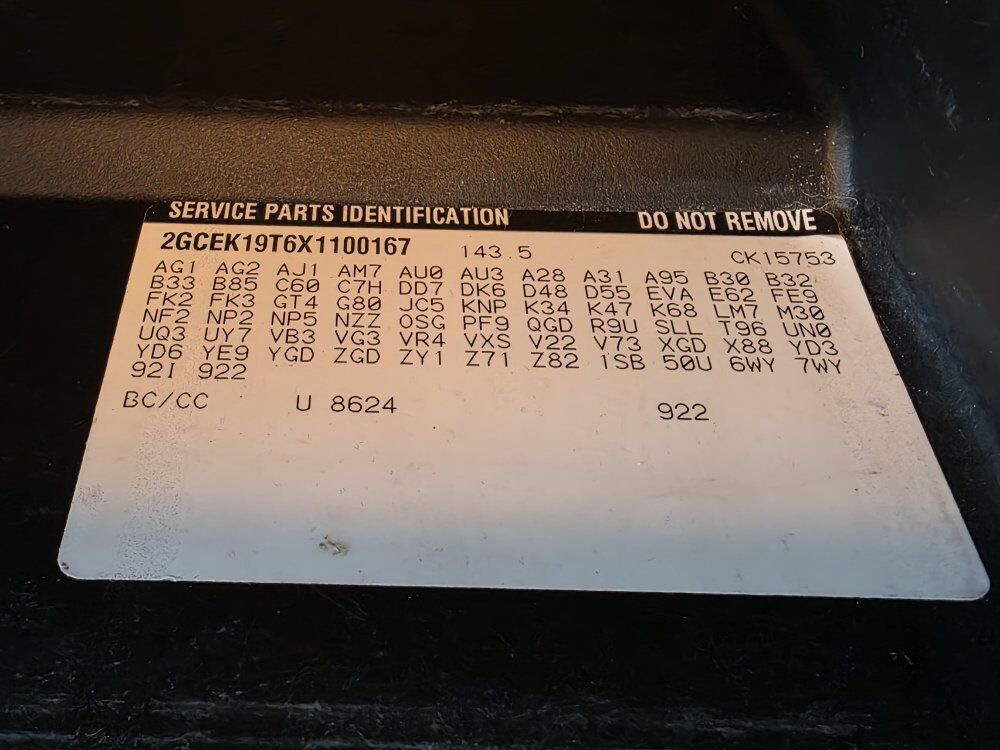 SERVICE PARTS IDENTIFICATION DO NOT REMOVE
2GCEK19T6X1100167 143.5 CK15753
AG1 AG2 AJ1 AM7 AU0 AU3 A28 A31 A95 B30 B32
B33 B85 C60 C7H DD7 DK6 D48 D55 EVA E62 FE9
FK2 FK3 GT4 G80 JC5 KNP K34 K47 K68 LM7 M30
NF2 NP2 NP5 NZZ OSG PF9 QGD R9U SLL T96 UN0
UQ3 UY7 VB3 VG3 VR4 VXS V22 V73 XGD X88 YD3
YD6 YE9 YGD ZGD ZY1 Z71 Z82 1SB 50U 6WY 7WY
92I 922
BC/CC U 8624 922